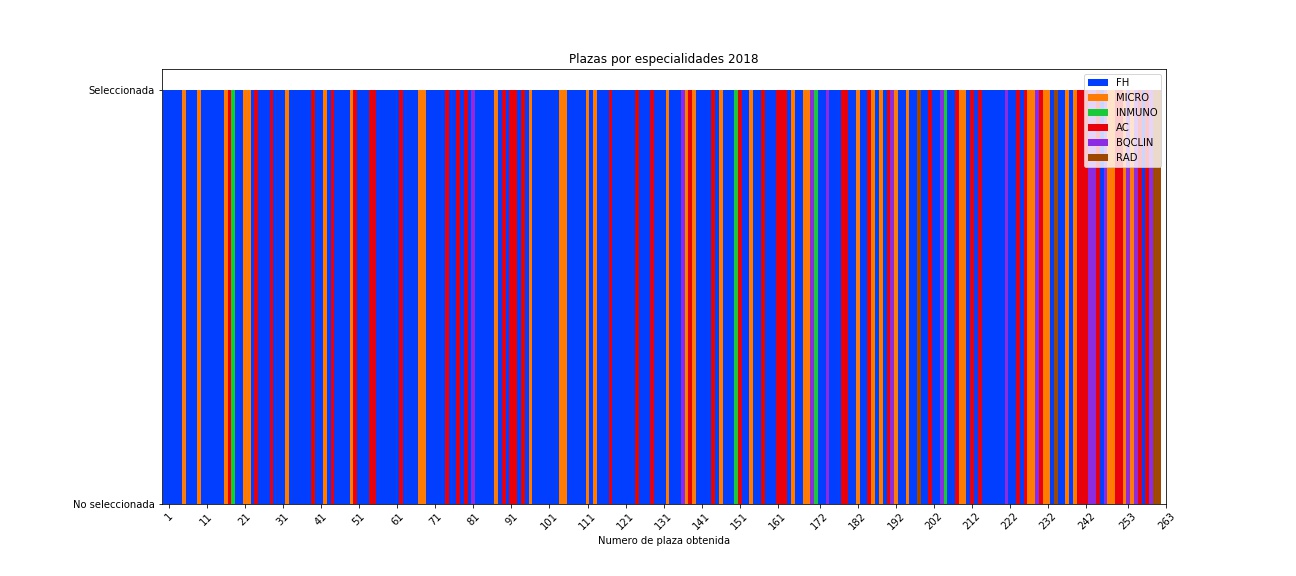 Plazas por especialidades 2018
Seleccionada
No seleccionada
FH
MICRO
INMUNO
AC
BQCLIN
RAD
1 11 21 31 41 51 61 71 81 91 101 111 121 131 141 151 161 172 182 192 202 212 222 232 242 253 263
Numero de plaza obtenida